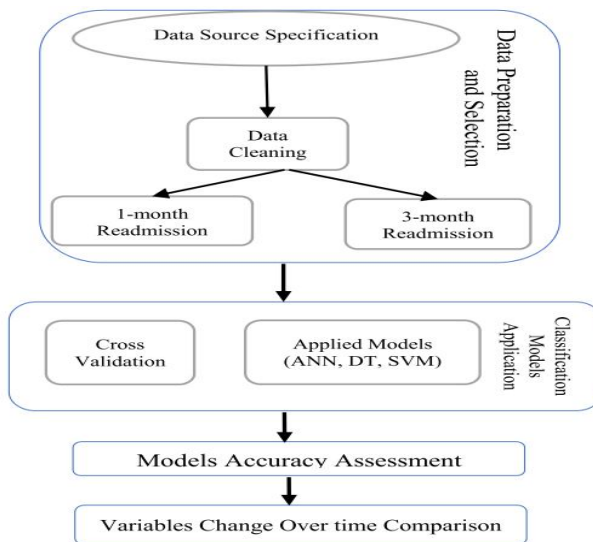 Data Source Specification
Data Preparation
and Selection
Data
Cleaning
1-month
Readmission
3-month
Readmission
Cross
Validation
Applied Models
(ANN, DT, SVM)
Classification
Models
Application
Models Accuracy Assessment
Variables Change Over time Comparison